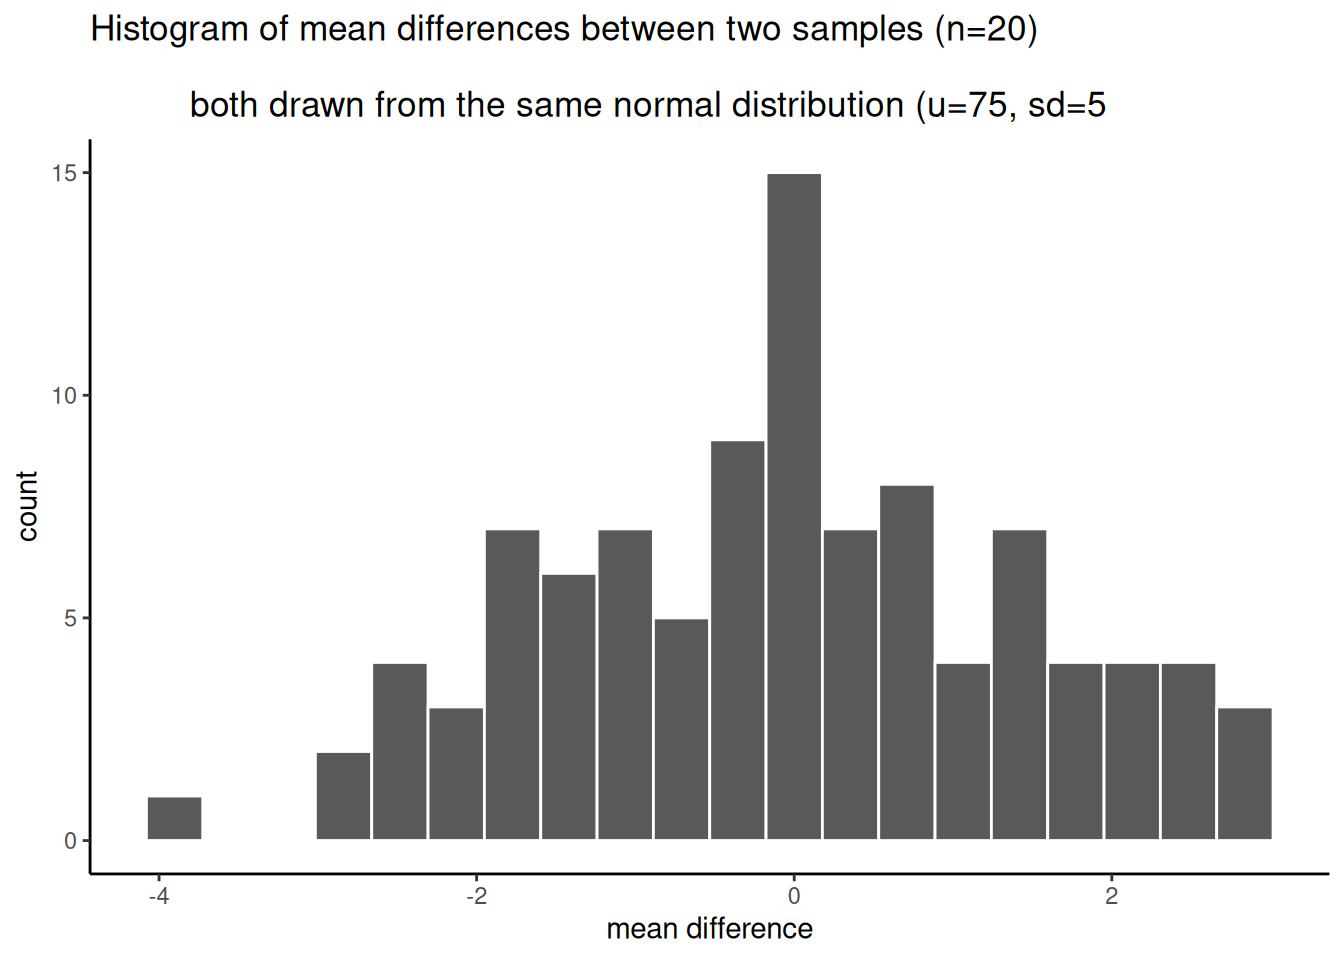 Histogram of mean differences between two samples (n=20)
both drawn from the same normal distribution (u=75, sd=5
15
10
5
0
count
-4
-2
0
2
mean difference